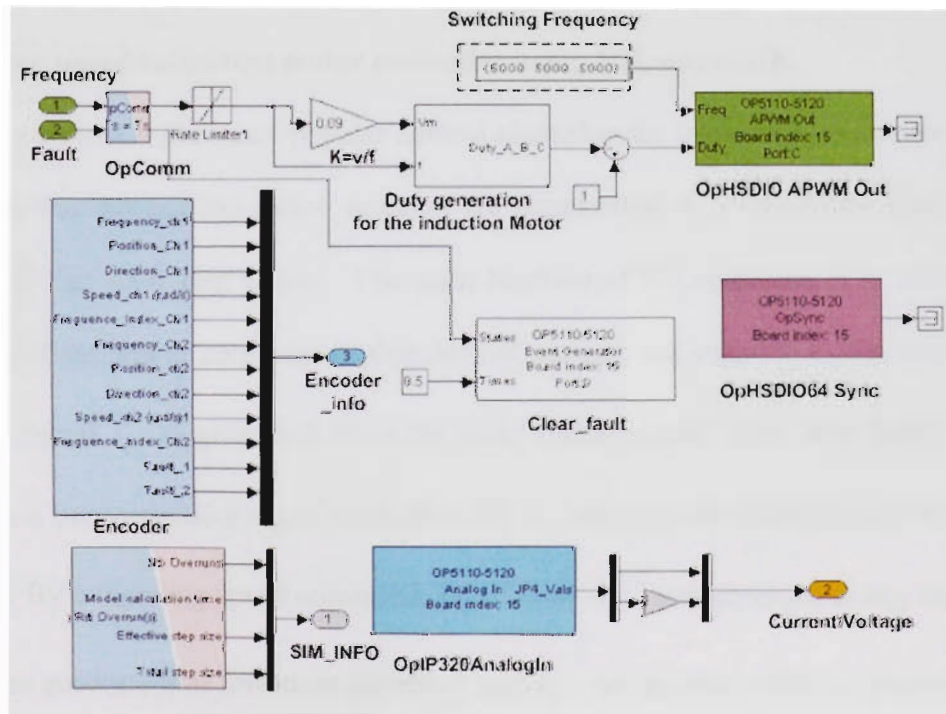 Switching Frequency
{5000 5000 5000}
Frequency
1
2
Fault
OpComm
Rate Limiter1
0.09
K=v/f
Vm
f
Duty_A_B_C
Duty generation
for the induction Motor
1
Freq
Duty
OP5110-5120
APWM Out
Board index: 15
Port:C
OpHSDIO APWM Out
Frequency_ch1
Position_Ch1
Direction_Ch1
Speed_ch1 (rad/s)
Frequence_Index_Ch1
Frequency_Ch2
Position_ch2
Direction_ch2
Speed_ch2 (rad/s)1
Frequence_Index_Ch2
Fault_1
Fault_2
Encoder
3
Encoder
_info
States
Times
0.5
OP5110-5120
Event Generator
Board index: 15
Clear_fault
OP5110-5120
OpSync
Board index: 15
OpHSDIO64 Sync
Nb Overruns
Model calculation time
Rst Overrun(s)
Effective step size
Total step size
1
SIM_INFO
OP5110-5120
Analog In JP4_Vals
Board index: 15
OpIP320AnalogIn
2
Current/Voltage